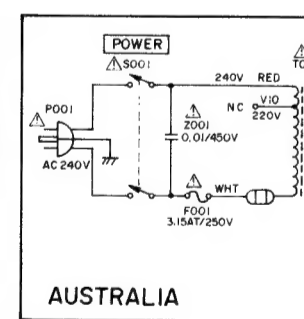 POWER
⚠S001
⚠
P001
AC 240V
240V RED
NC VIO
220V
Z001
0.01/450V
WHT
F001
3.15AT/250V
AUSTRALIA